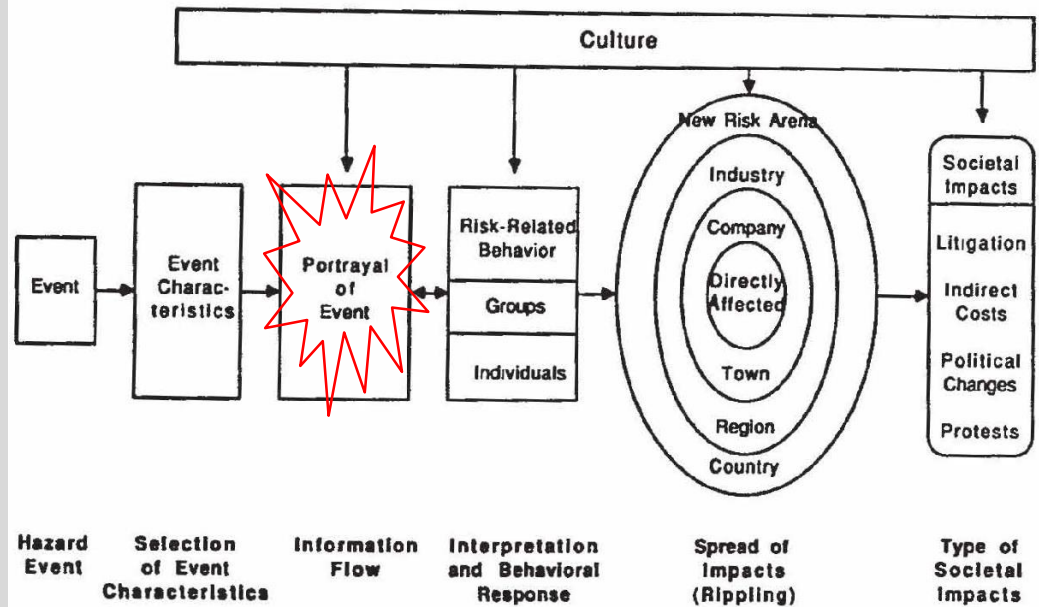 Culture
Event
Event
Charac-
teristics
Portrayal
of
Event
Risk-Related
Behavior
Groups
Individuals
New Risk Arena
Industry
Company
Directly
Affected
Town
Region
Country
Societal
Impacts
Litigation
Indirect
Costs
Political
Changes
Protests
Hazard
Event
Selection
of Event
Characteristics
Information
Flow
Interpretation
and Behavioral
Response
Spread of
Impacts
(Rippling)
Type of
Societal
Impacts